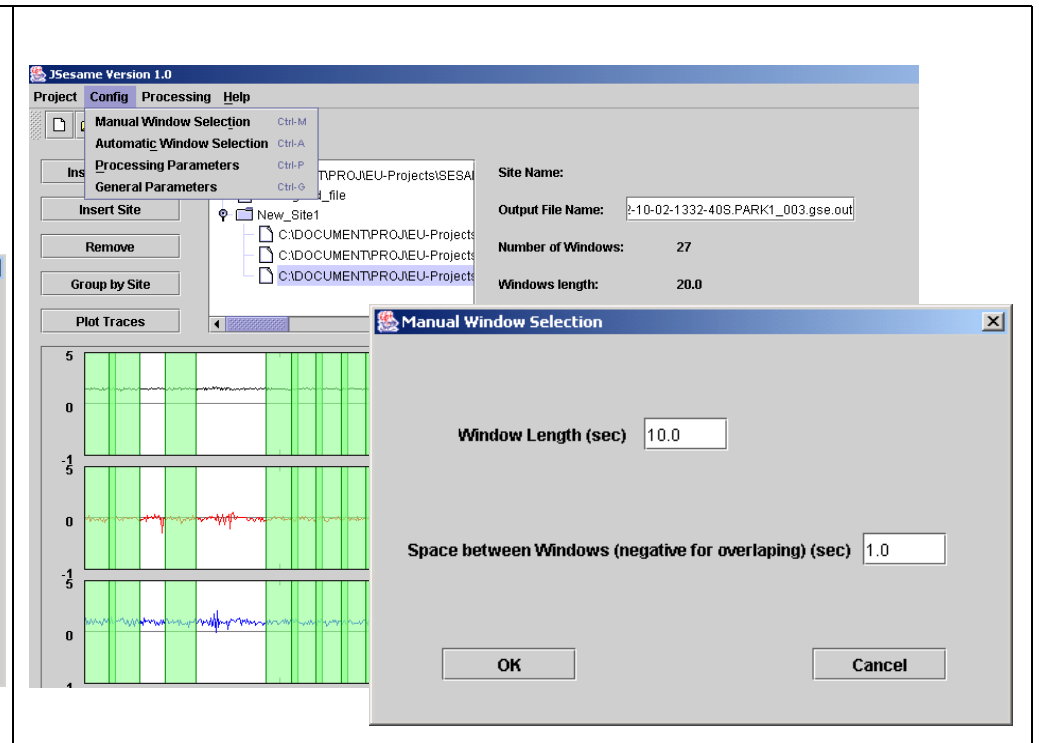 JSesame Version 1.0
Project Config Processing Help
Manual Window Selection Ctrl-M
Automatic Window Selection Ctrl-A
Processing Parameters Ctrl-P
General Parameters Ctrl-G
Ins
T\PROJ\EU-Projects\SESAI
Site Name:
_file
Insert Site
New_Site1
Output File Name: 2-10-02-1332-40S.PARK1_003.gse.out
C:\DOCUMENT\PROJ\EU-Projects
Remove
C:\DOCUMENT\PROJ\EU-Projects
Number of Windows: 27
C:\DOCUMENT\PROJ\EU-Projects
Group by Site
Windows length: 20.0
Plot Traces
Manual Window Selection
5
0
-1
5
0
-1
5
0
Window Length (sec) 10.0
Space between Windows (negative for overlaping) (sec) 1.0
OK Cancel